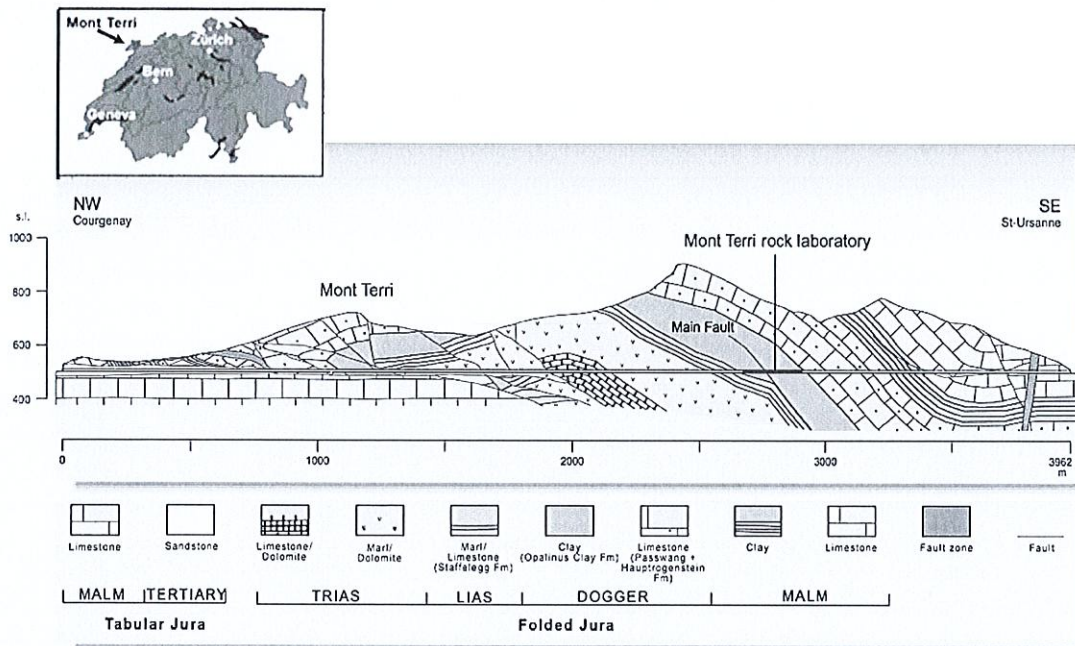 Mont Terri
Zürich
Bern
Geneva
NW
Courgenay
SE
St-Ursanne
s.l.
1003
800
600
400
Mont Terri
Mont Terri rock laboratory
Main Fault
0
1000
2000
3000
3962
m
Limestone
Sandstone
Limestone/
Dolomite
Marl/
Dolomite
Marl/
Limestone
(Staffelegg Fm)
Clay
(Opalinus Clay Fm)
Limestone
(Passwang +
Hauptrogenstein
Fm)
Clay
Limestone
Fault zone
Fault
MALM
TERTIARY
TRIAS
LIAS
DOGGER
MALM
Tabular Jura
Folded Jura